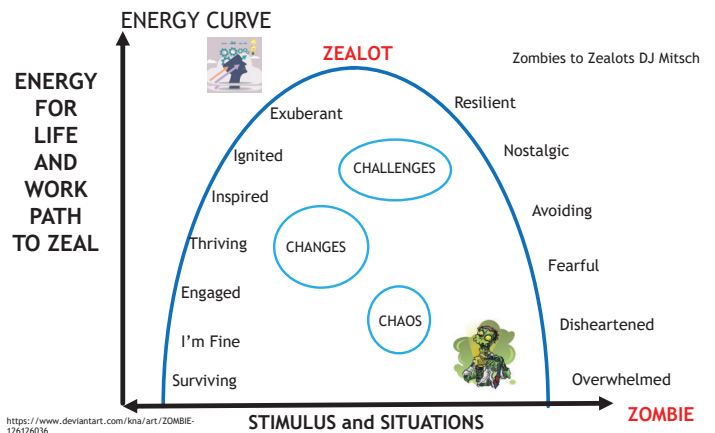 ENERGY CURVE
ZEALOT
Zombies to Zealots DJ Mitsch
ENERGY
FOR
LIFE
AND
WORK
PATH
TO ZEAL
Exuberant
Ignited
Inspired
Thriving
Engaged
I'm Fine
Surviving
CHALLENGES
CHANGES
CHAOS
Resilient
Nostalgic
Avoiding
Fearful
Disheartened
Overwhelmed
STIMULUS and SITUATIONS
ZOMBIE
https://www.deviantart.com/kna/art/ZOMBIE-
126126036